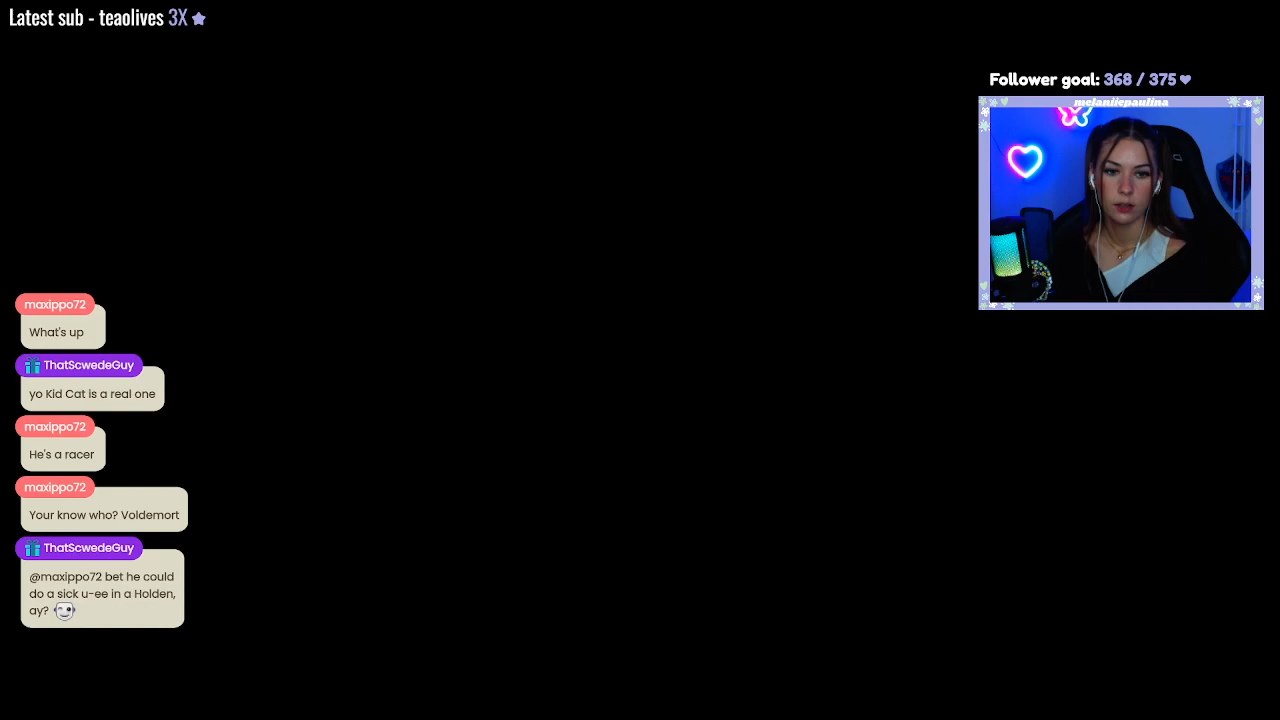 Latest sub - teaolives 3X
Follower goal: 368 / 375
melaniiepaulina
maxippo72
What's up
ThatScwedeGuy
yo Kid Cat is a real one
maxippo72
He's a racer
maxippo72
Your know who? Voldemort
ThatScwedeGuy
@maxippo72 bet he could
do a sick u-ee in a Holden,
ay?